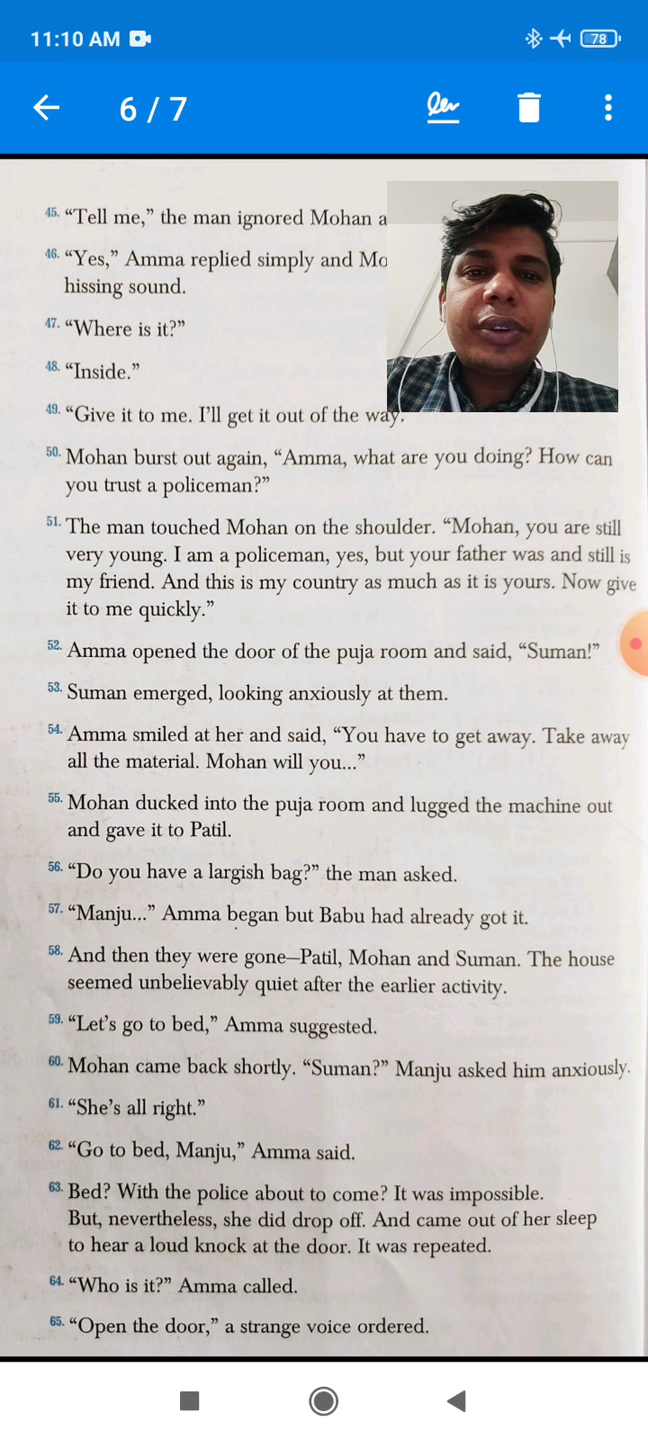 11:10 AM
78
6 / 7
45. “Tell me,” the man ignored Mohan a
46. “Yes,” Amma replied simply and Mo
hissing sound.
47. “Where is it?”
48. “Inside.”
49. “Give it to me. I’ll get it out of the way.
50. Mohan burst out again, “Amma, what are you doing? How can
you trust a policeman?”
51. The man touched Mohan on the shoulder. “Mohan, you are still
very young. I am a policeman, yes, but your father was and still is
my friend. And this is my country as much as it is yours. Now give
it to me quickly.”
52. Amma opened the door of the puja room and said, “Suman!”
53. Suman emerged, looking anxiously at them.
54. Amma smiled at her and said, “You have to get away. Take away
all the material. Mohan will you...”
55. Mohan ducked into the puja room and lugged the machine out
and gave it to Patil.
56. “Do you have a largish bag?” the man asked.
57. “Manju...” Amma began but Babu had already got it.
58. And then they were gone—Patil, Mohan and Suman. The house
seemed unbelievably quiet after the earlier activity.
59. “Let’s go to bed,” Amma suggested.
60. Mohan came back shortly. “Suman?” Manju asked him anxiously.
61. “She’s all right.”
62. “Go to bed, Manju,” Amma said.
63. Bed? With the police about to come? It was impossible.
But, nevertheless, she did drop off. And came out of her sleep
to hear a loud knock at the door. It was repeated.
64. “Who is it?” Amma called.
65. “Open the door,” a strange voice ordered.